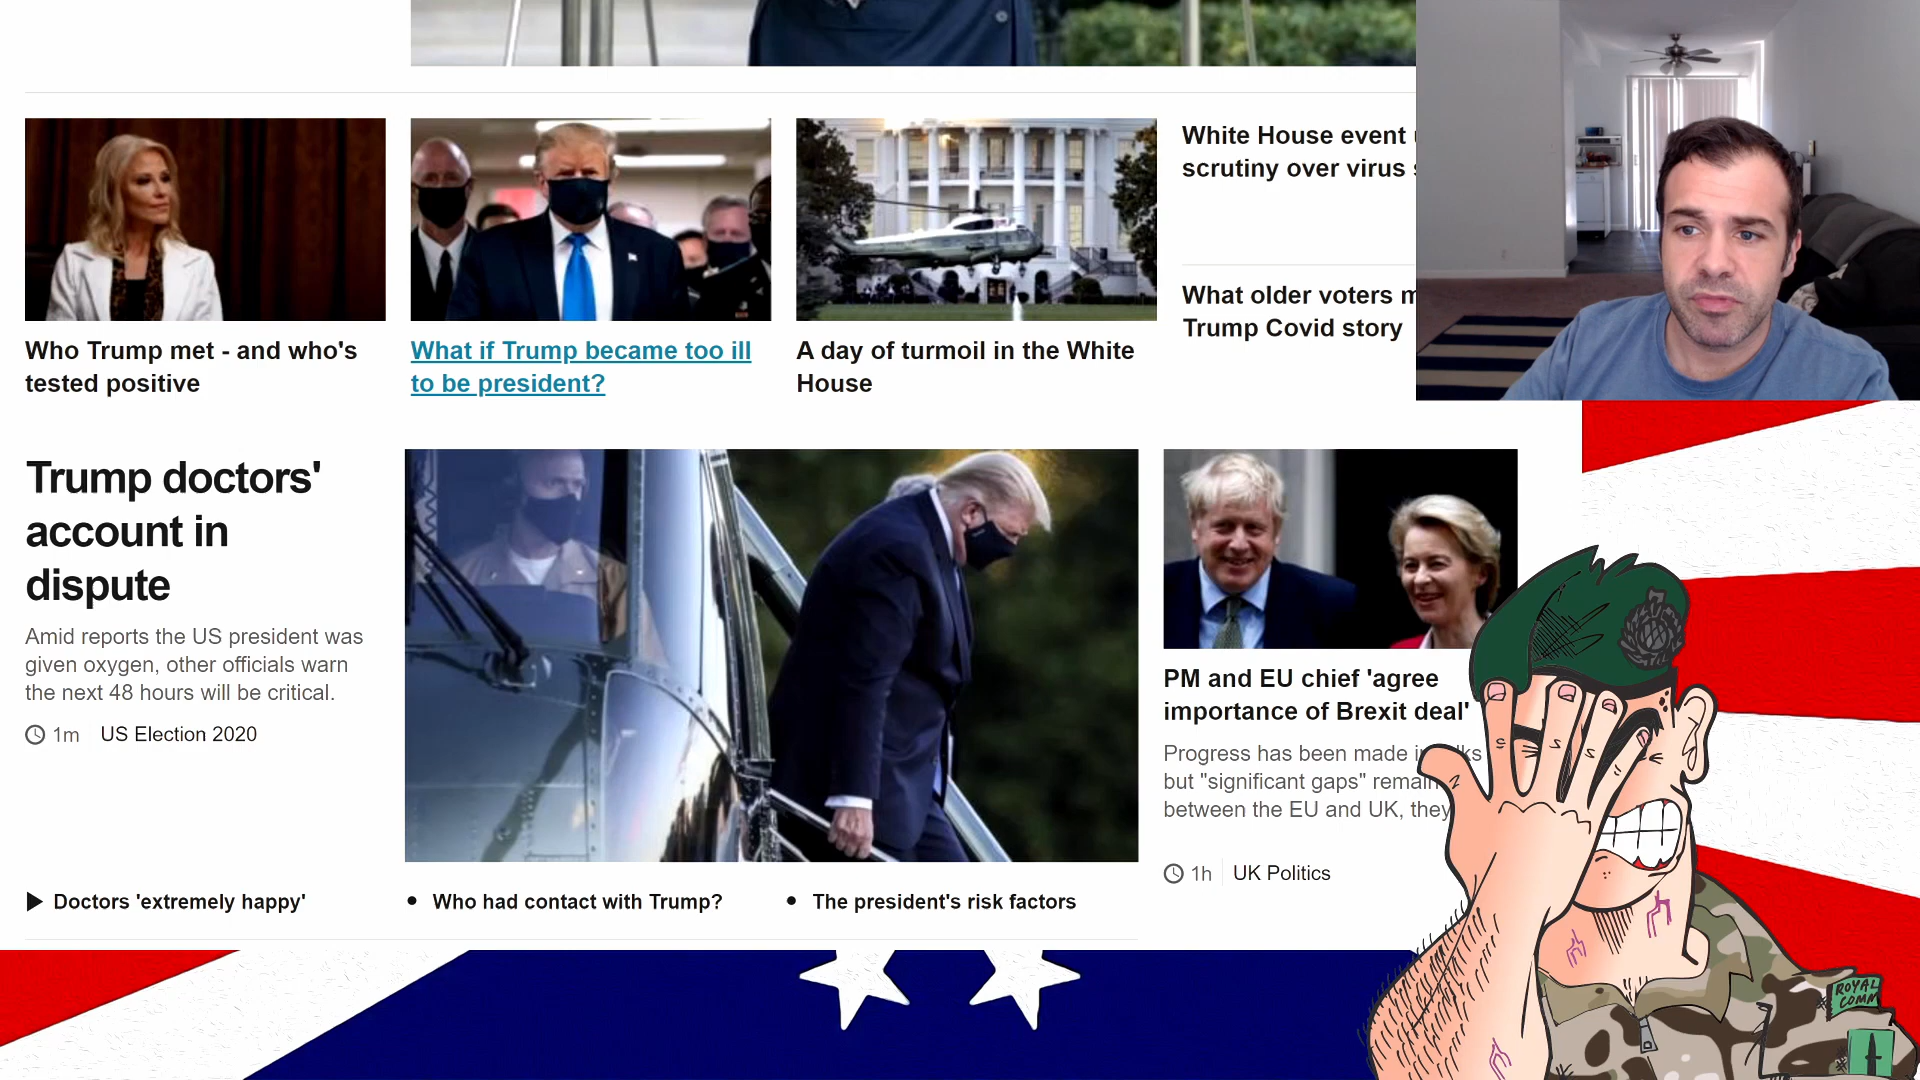 Who Trump met - and who's
tested positive
What if Trump became too ill
to be president?
A day of turmoil in the White
House
White House event
scrutiny over virus
What older voters
Trump Covid story
Trump doctors'
account in
dispute
Amid reports the US president was
given oxygen, other officials warn
the next 48 hours will be critical.
1m US Election 2020
PM and EU chief 'agree
importance of Brexit deal'
Progress has been made
but "significant gaps" remain
between the EU and UK, they
1h UK Politics
Doctors 'extremely happy'
• Who had contact with Trump?
• The president's risk factors
ROYAL
COMM